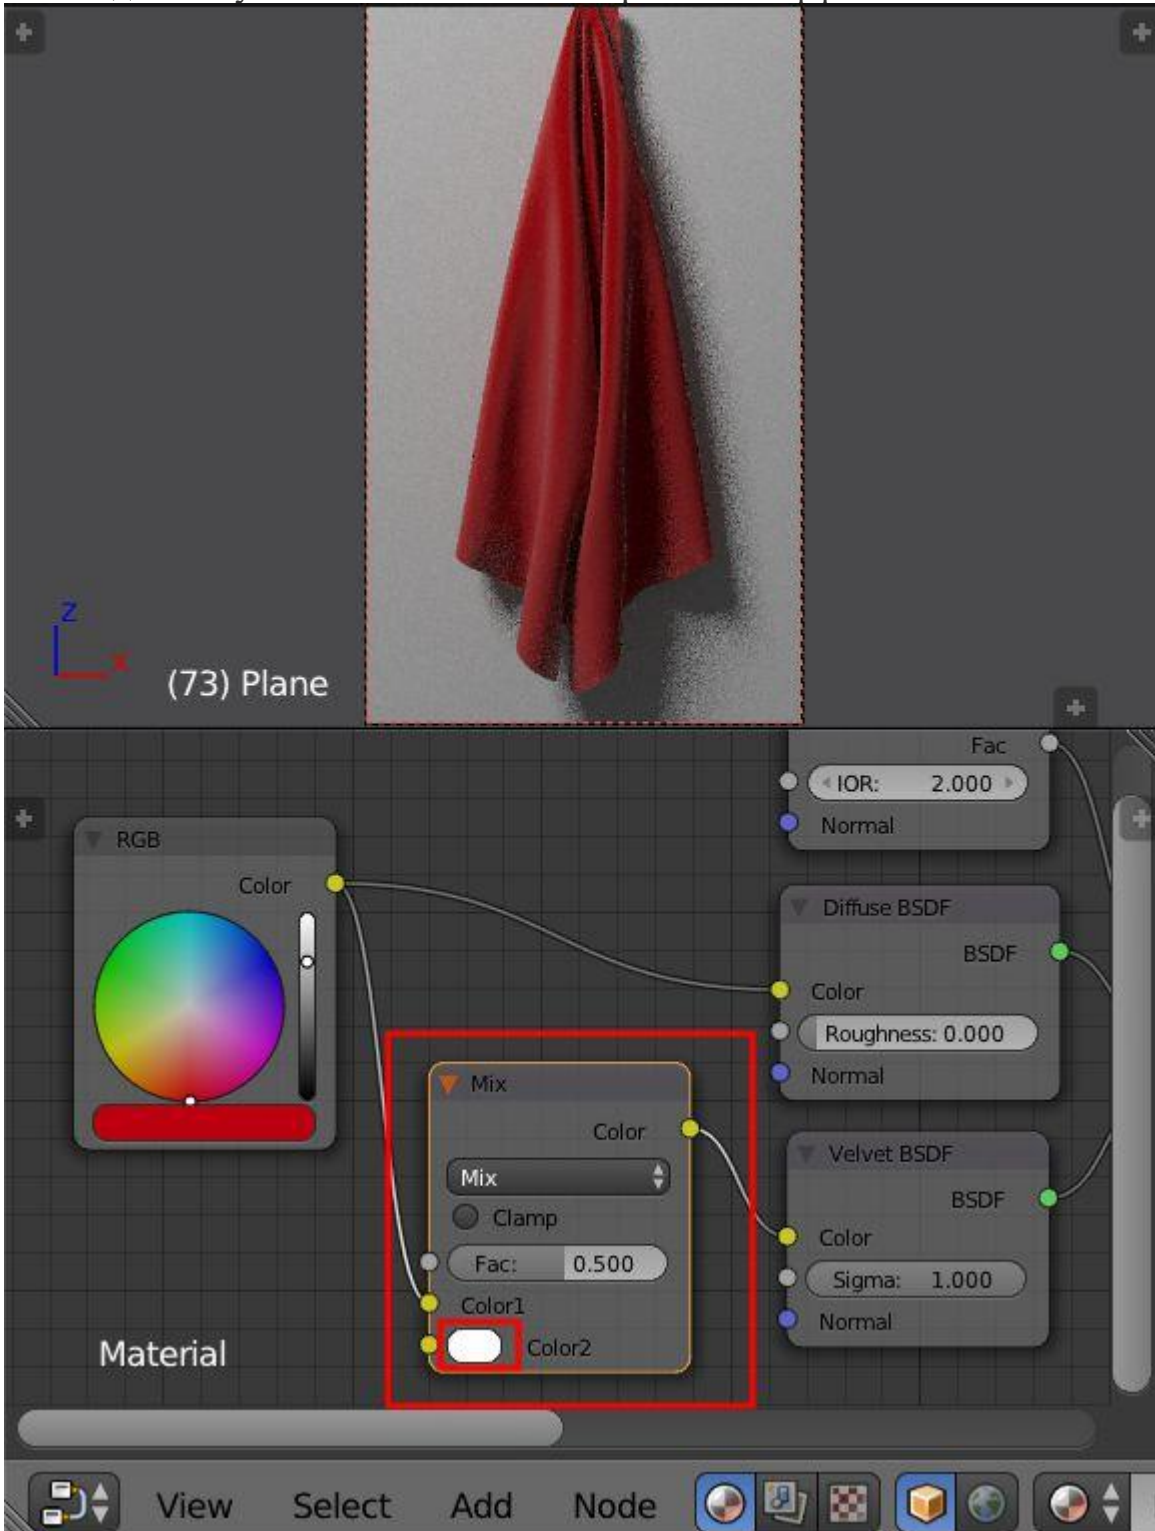 z
x
(73) Plane
Fac
IOR: 2.000
Normal
RGB
Color
Diffuse BSDF
BSDF
Color
Roughness: 0.000
Normal
Mix
Color
Mix
Clamp
Fac: 0.500
Color1
Color2
Velvet BSDF
BSDF
Color
Sigma: 1.000
Normal
Material
View Select Add Node